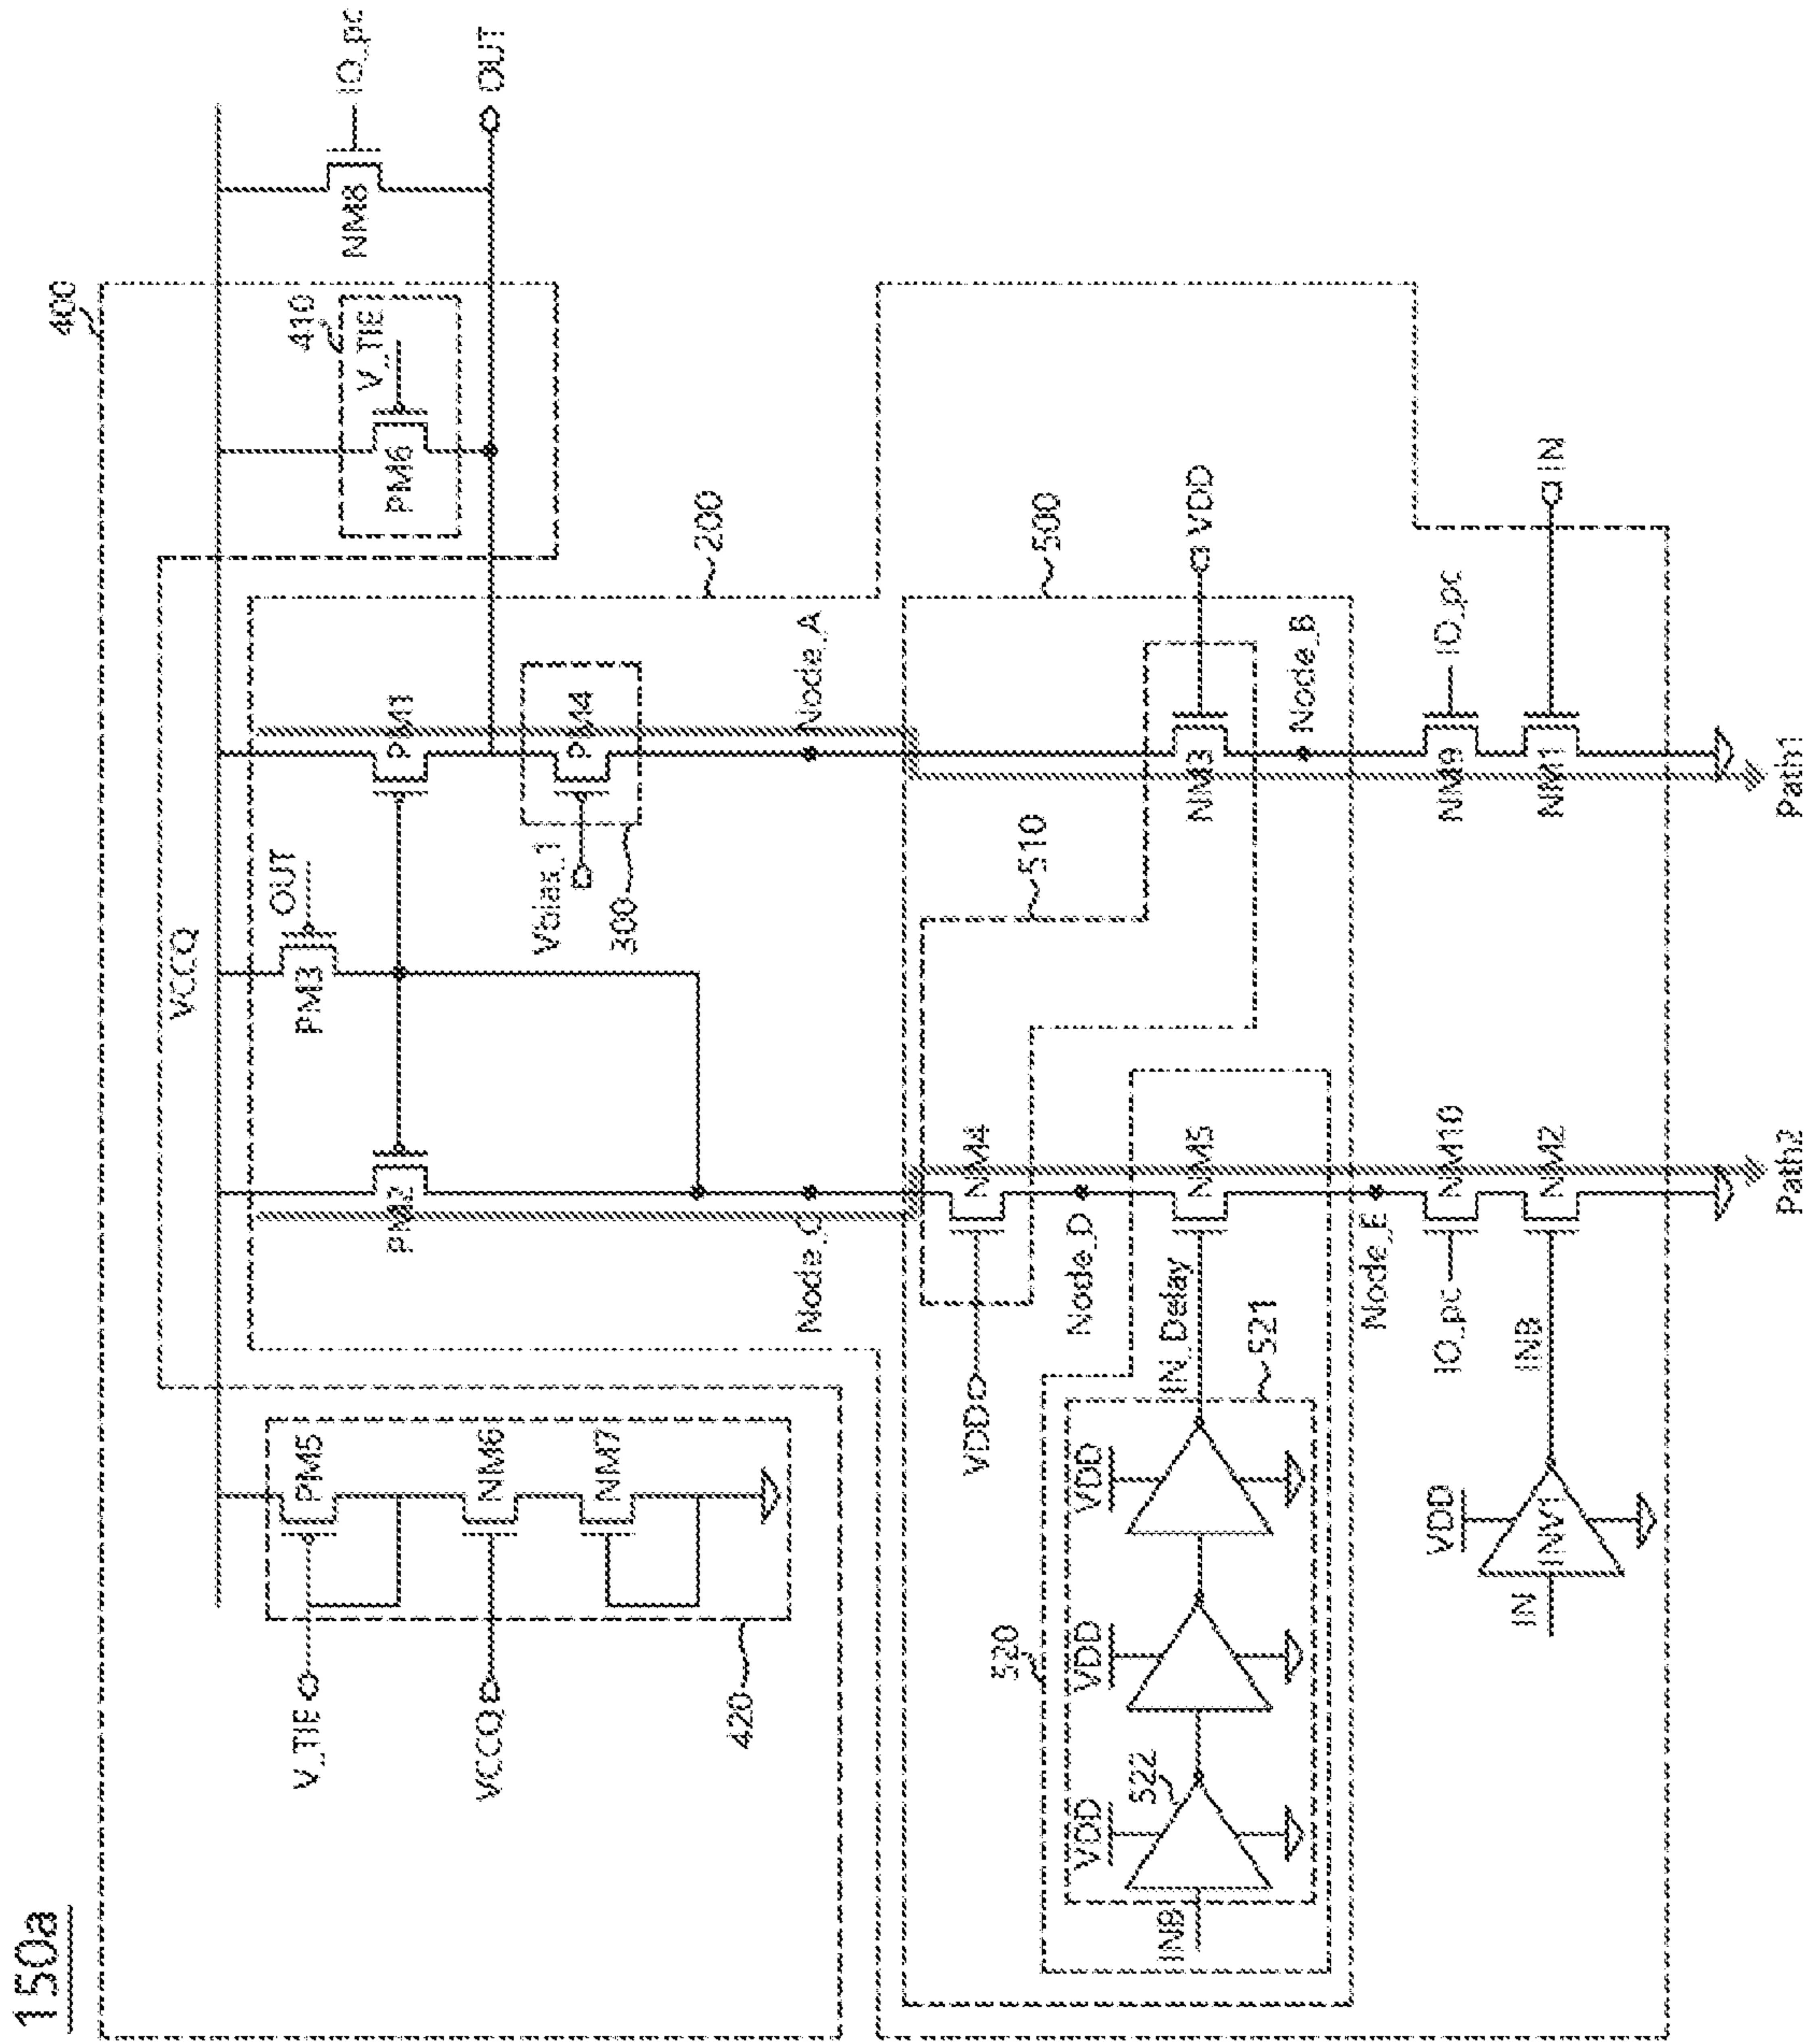 150a
400
VCCQ
V_TIE
PM5
VCCQ
NM6
NM7
420
PM3
OUT
PM2
PM1
410
V_TIE
PM6
NM8
IO_pc
OUT
Vbias_1
PM4
300
200
Node_C
Node_A
500
510
VDD
NM4
Node_D
NM3
VDD
520
INB
522
VDD
VDD
VDD
521
IN_Delay
NM5
Node_B
Node_E
IO_pc
NM10
NM9
IO_pc
IN
VDD
INV1
INB
NM2
NM1
IN
Path2
Path1